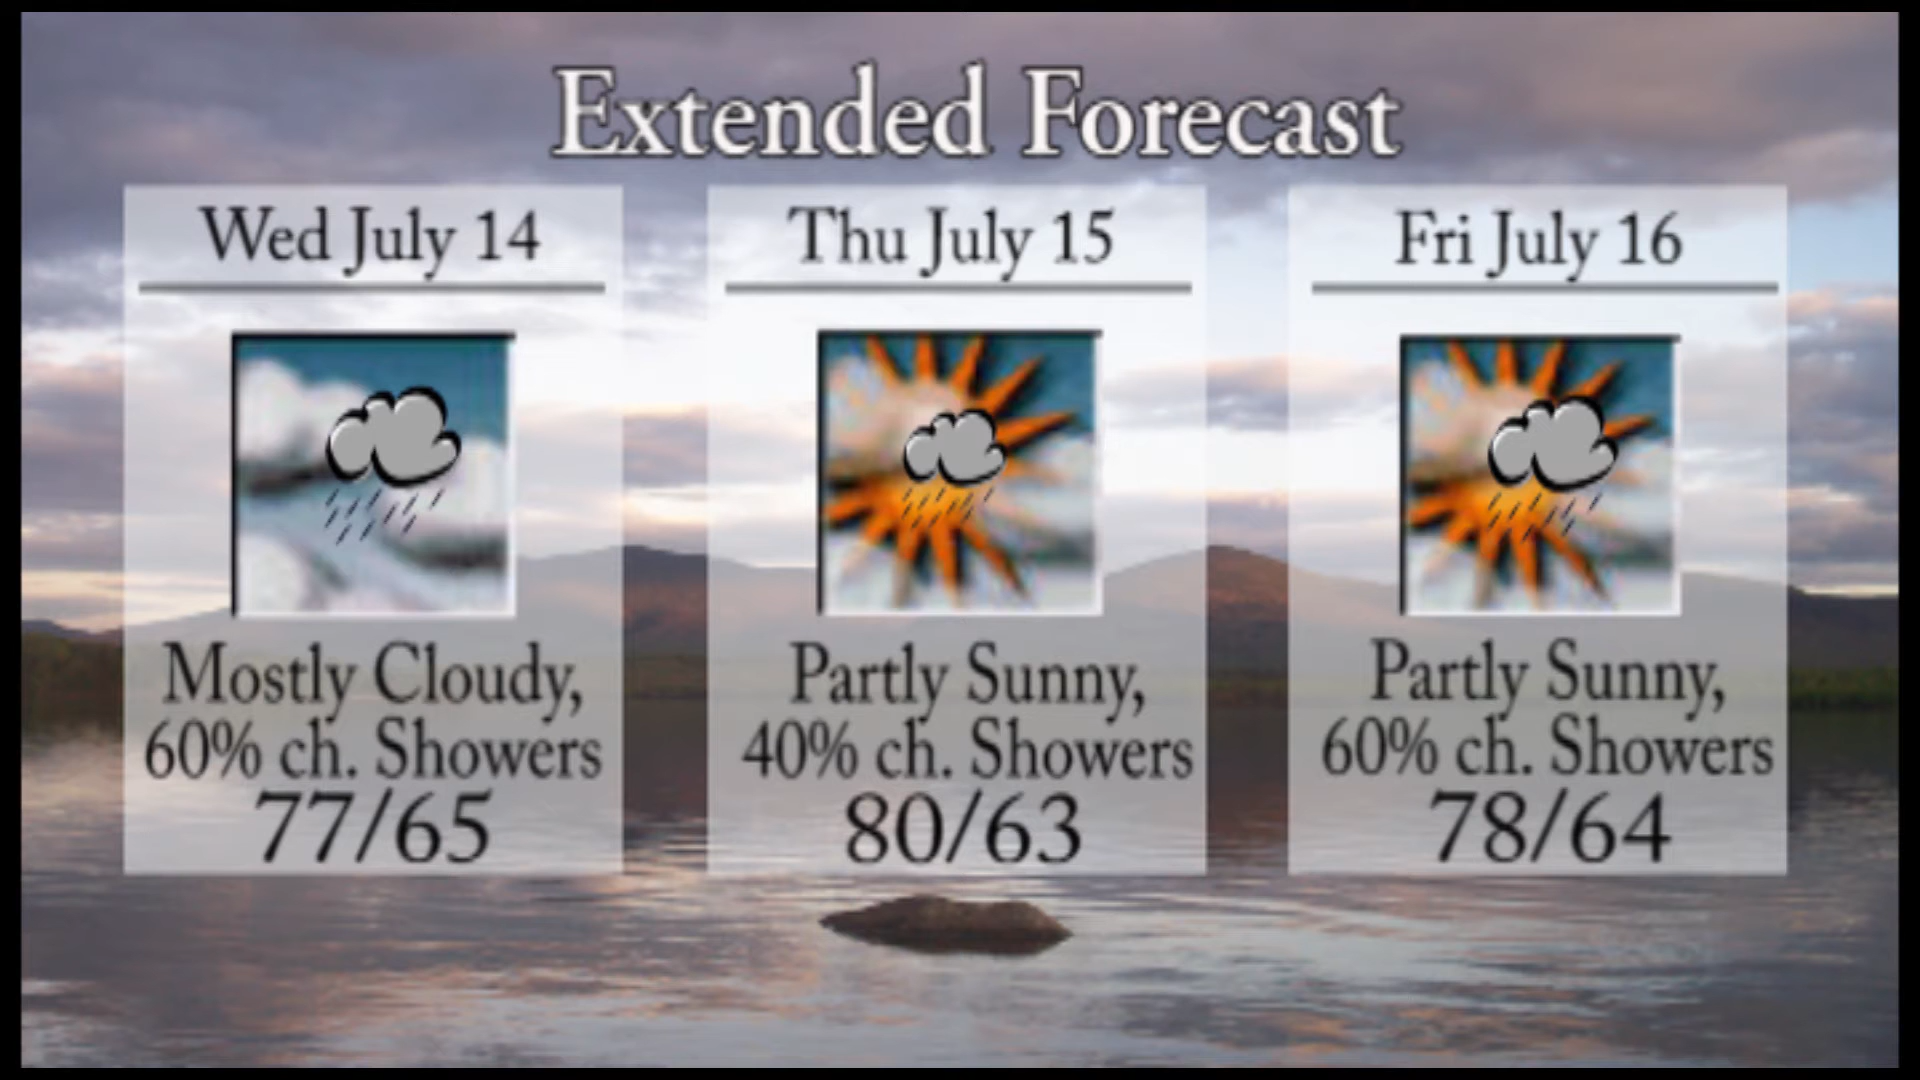 Extended Forecast
Wed July 14
Mostly Cloudy,
60% ch. Showers
77/65
Thu July 15
Partly Sunny,
40% ch. Showers
80/63
Fri July 16
Partly Sunny,
60% ch. Showers
78/64